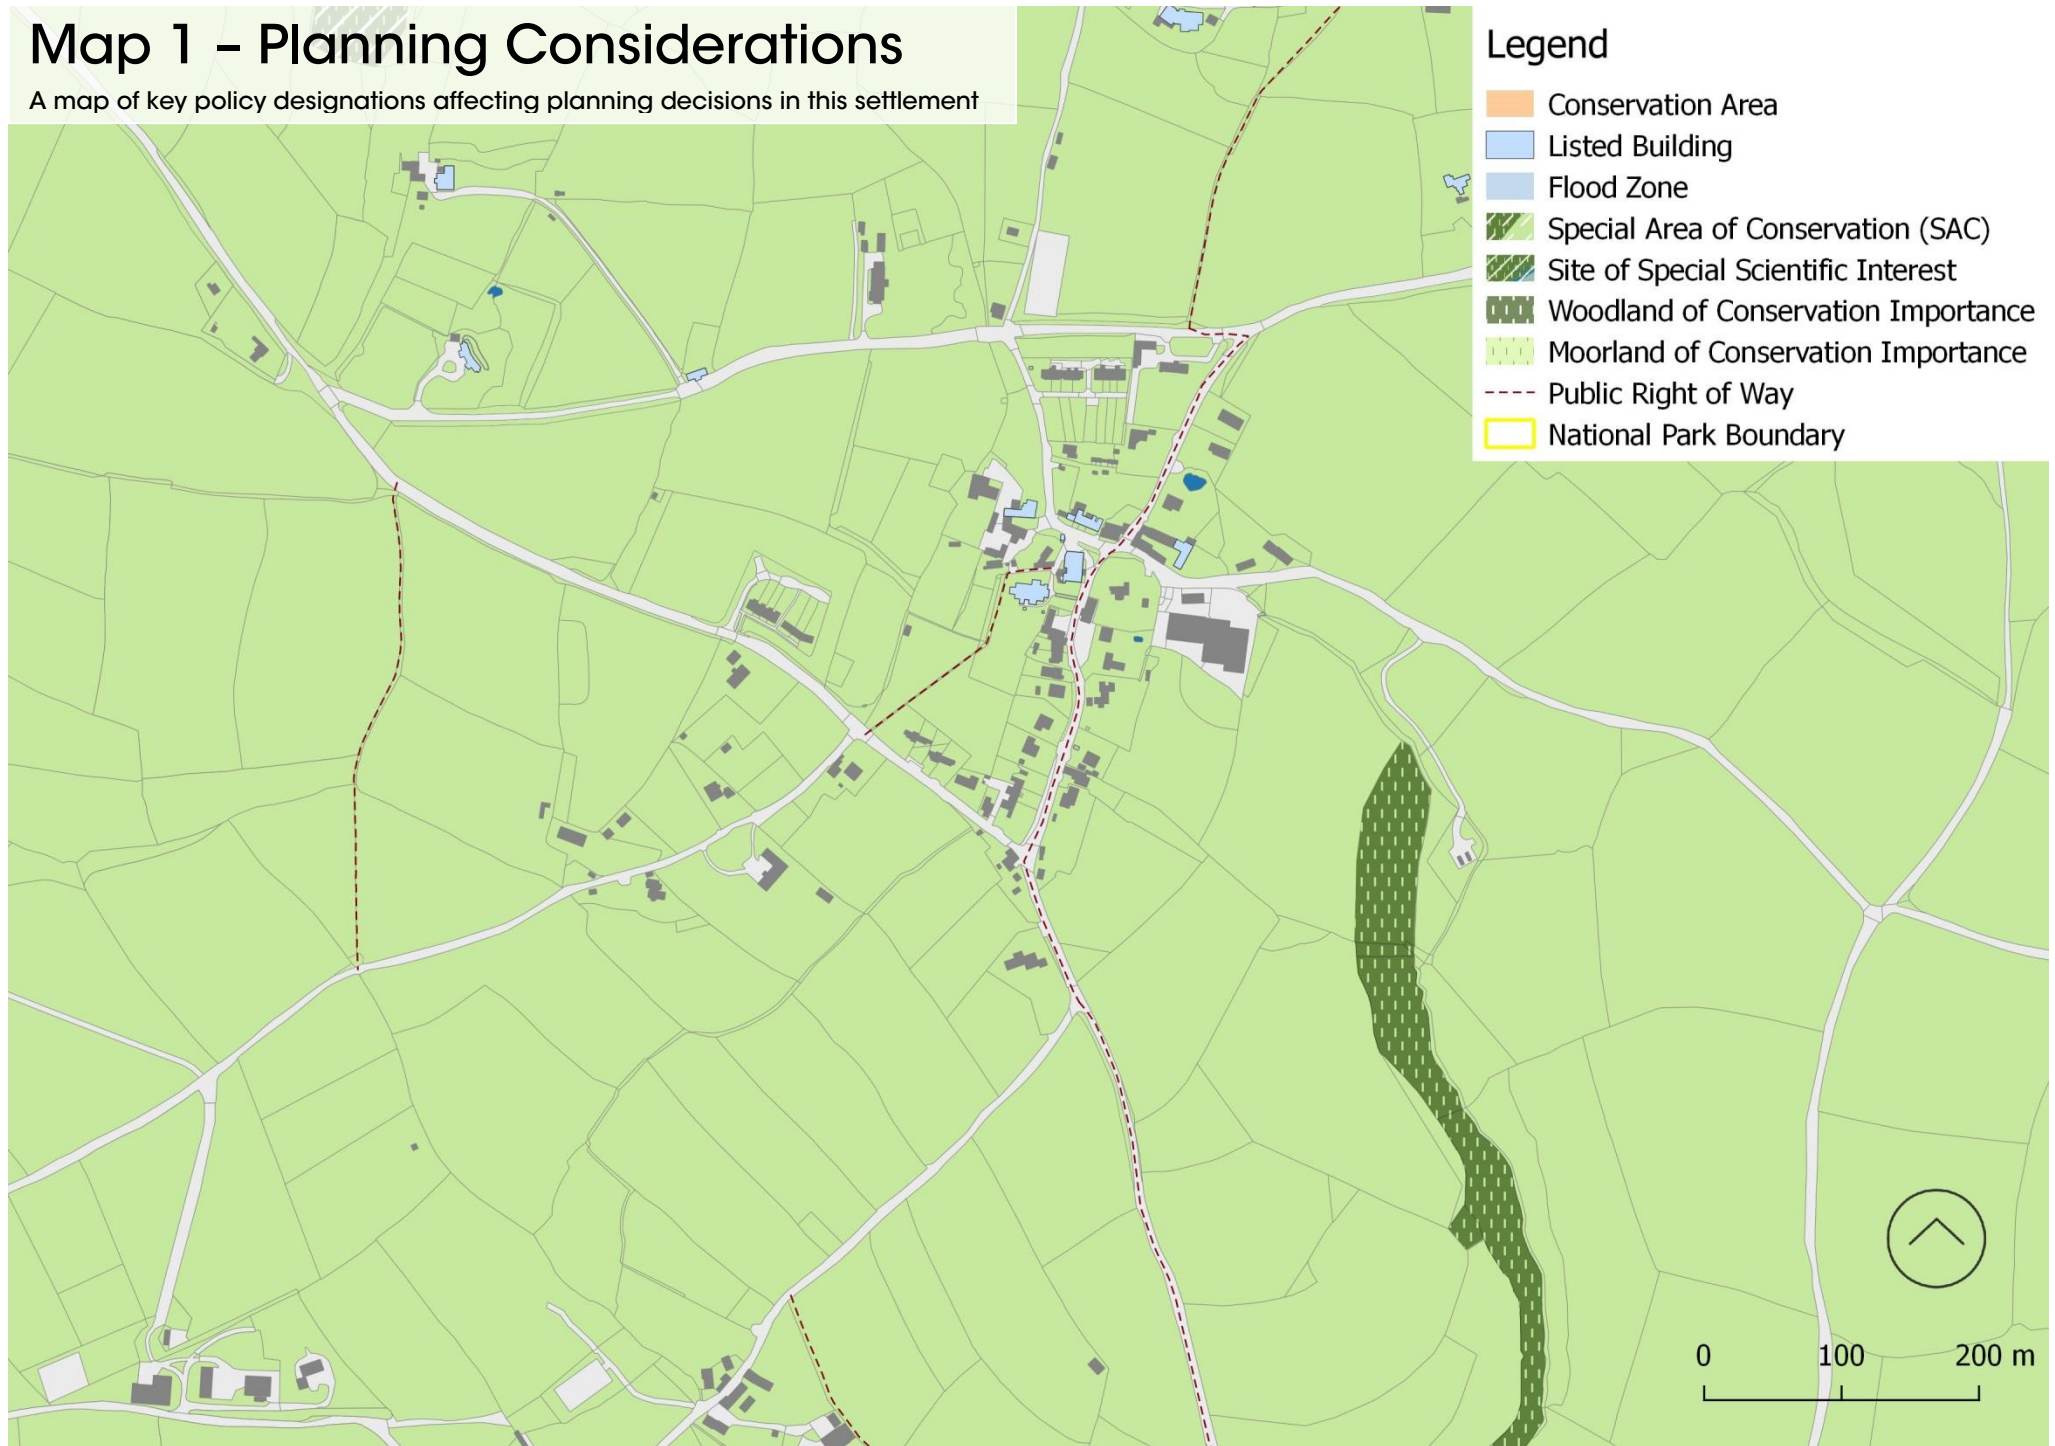 Map 1 – Planning Considerations
A map of key policy designations affecting planning decisions in this settlement
Legend
Conservation Area
Listed Building
Flood Zone
Special Area of Conservation (SAC)
Site of Special Scientific Interest
Woodland of Conservation Importance
Moorland of Conservation Importance
Public Right of Way
National Park Boundary
0 100 200 m